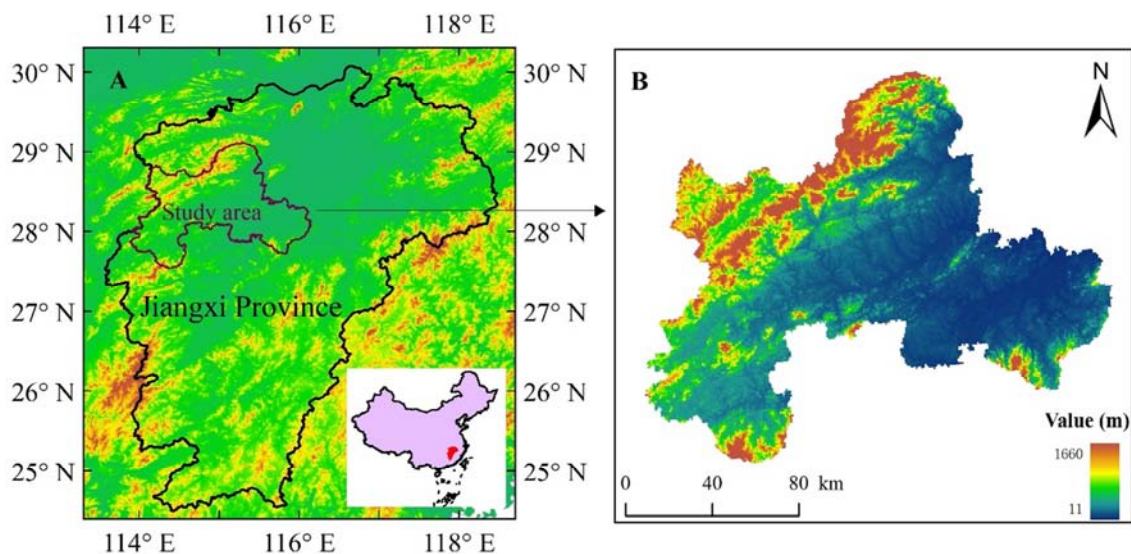 114° E 116° E 118° E
A
30° N 30° N
29° N 29° N
28° N 28° N
27° N 27° N
26° N 26° N
25° N 25° N
Study area
Jiangxi Province
114° E 116° E 118° E
B
N
Value (m)
1660
11
0 40 80 km